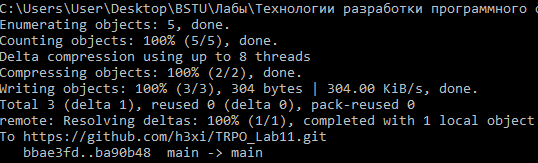 C:\Users\User\Desktop\BSTU\Лабы\Технологии разработки программного
Enumerating objects: 5, done.
Counting objects: 100% (5/5), done.
Delta compression using up to 8 threads
Compressing objects: 100% (2/2), done.
Writing objects: 100% (3/3), 304 bytes | 304.00 KiB/s, done.
Total 3 (delta 1), reused 0 (delta 0), pack-reused 0
remote: Resolving deltas: 100% (1/1), completed with 1 local object
To https://github.com/h3xi/TRPO_Lab11.git
bbae3fd..ba90b48 main -> main